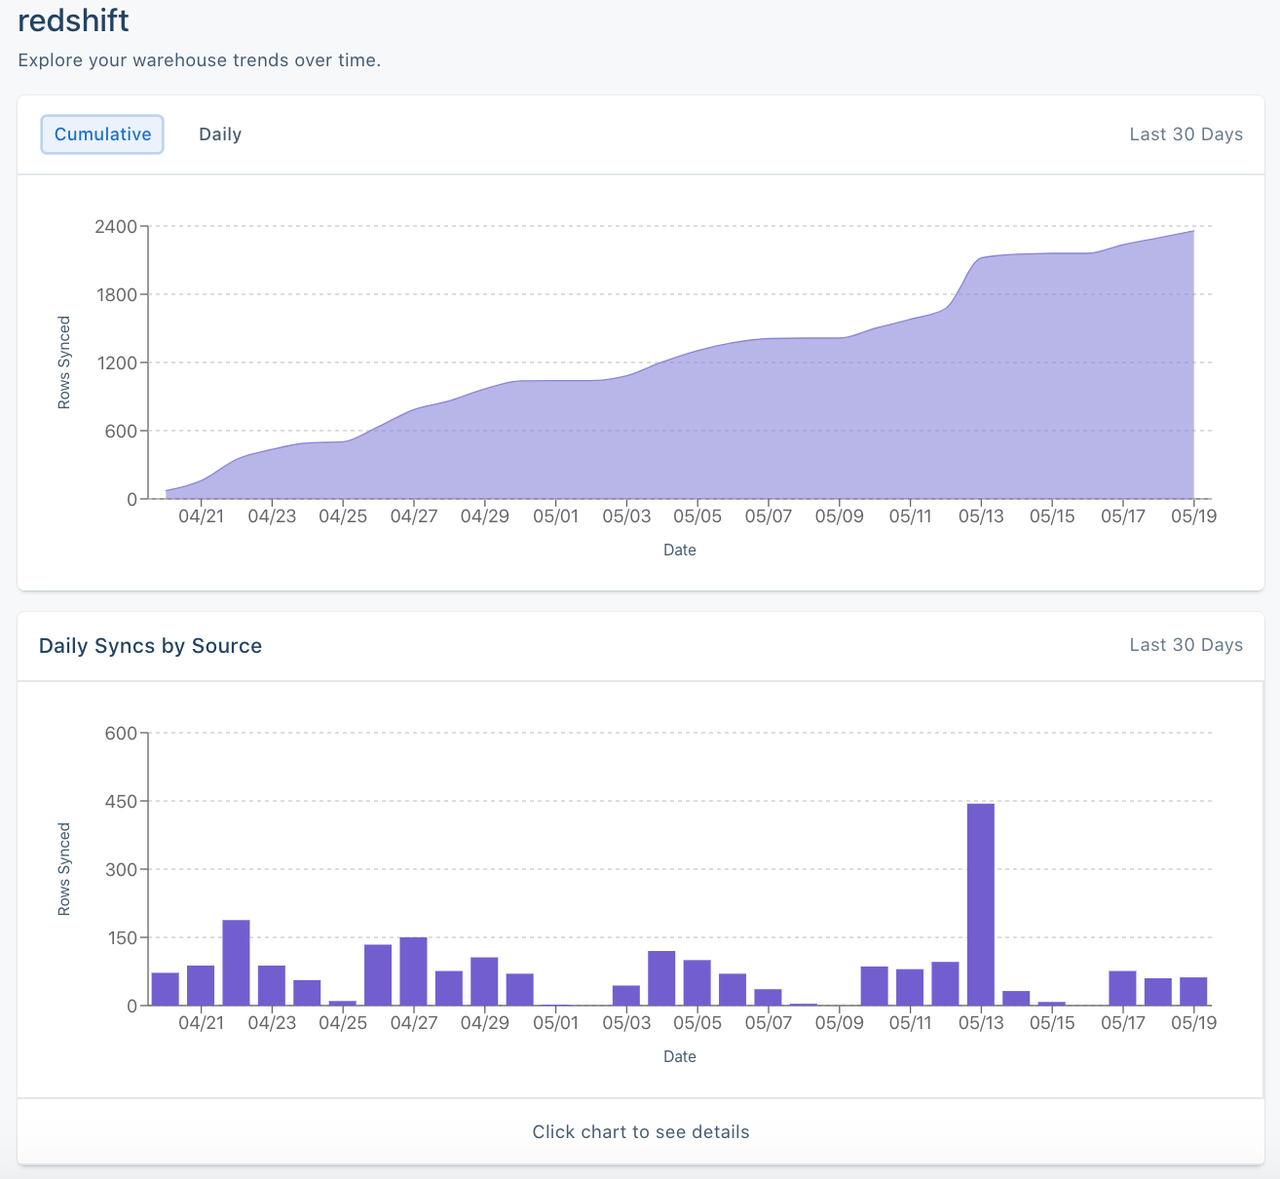 redshift
Explore your warehouse trends over time.
Cumulative Daily Last 30 Days
2400
1800
1200
600
0
Rows Synced
04/21 04/23 04/25 04/27 04/29 05/01 05/03 05/05 05/07 05/09 05/11 05/13 05/15 05/17 05/19
Date
Daily Syncs by Source Last 30 Days
600
450
300
150
0
Rows Synced
04/21 04/23 04/25 04/27 04/29 05/01 05/03 05/05 05/07 05/09 05/11 05/13 05/15 05/17 05/19
Date
Click chart to see details